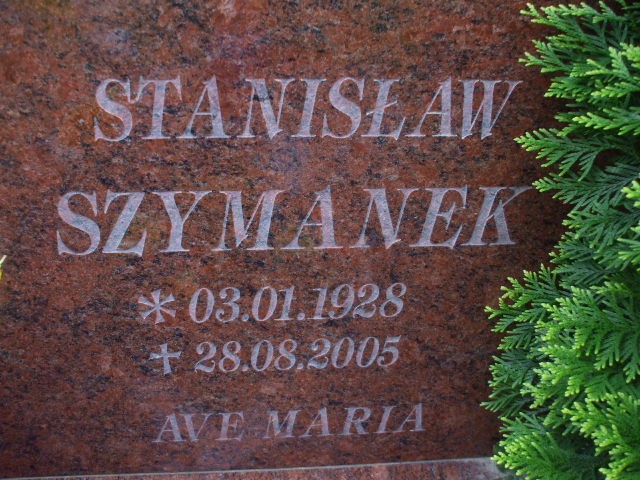 STANISŁAW
SZYMANEK
* 03.01.1928
† 28.08.2005
AVE MARIA